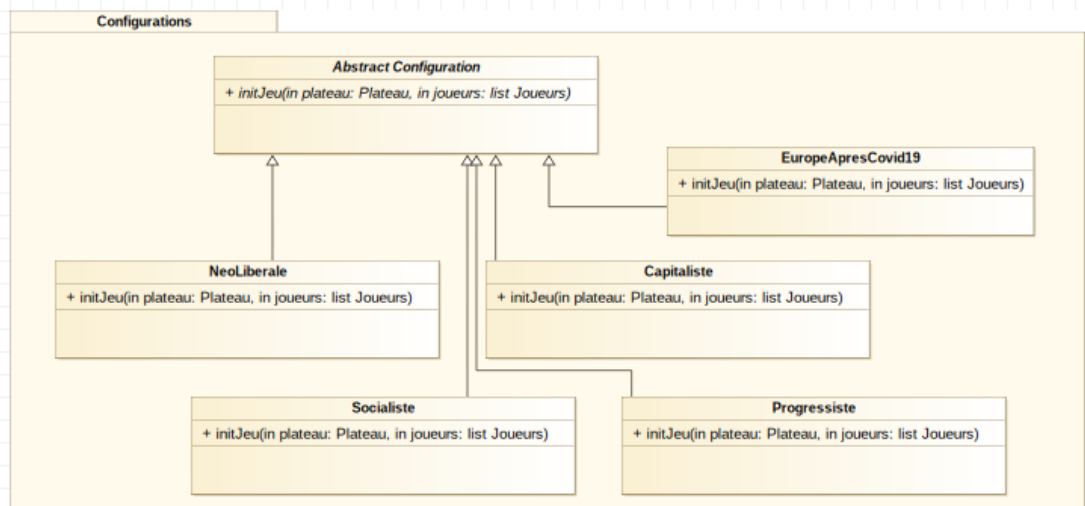 Configurations
Abstract Configuration
+ initJeu(in plateau: Plateau, in joueurs: list Joueurs)
EuropeApresCovid19
+ initJeu(in plateau: Plateau, in joueurs: list Joueurs)
NeoLiberale
+ initJeu(in plateau: Plateau, in joueurs: list Joueurs)
Capitaliste
+ initJeu(in plateau: Plateau, in joueurs: list Joueurs)
Socialiste
+ initJeu(in plateau: Plateau, in joueurs: list Joueurs)
Progressiste
+ initJeu(in plateau: Plateau, in joueurs: list Joueurs)